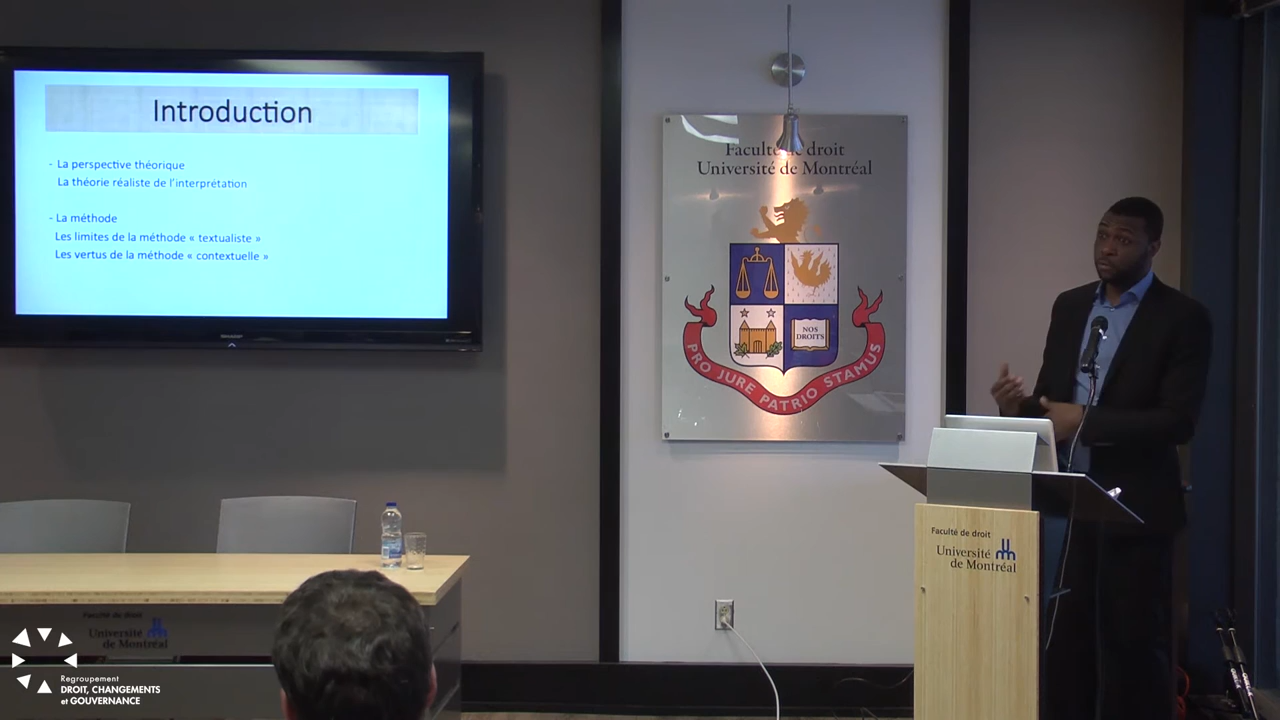 Introduction
- La perspective théorique
La théorie réaliste de l'interprétation
- La méthode
Les limites de la méthode « textualiste »
Les vertus de la méthode « contextuelle »
SHARP
Faculté de droit
Université de Montréal
NOS
DROITS
PRO JURE PATRIO STAMUS
Faculté de droit
Université
de Montréal
Faculté de droit
Université
de Montréal
Regroupement
DROIT, CHANGEMENTS
et GOUVERNANCE